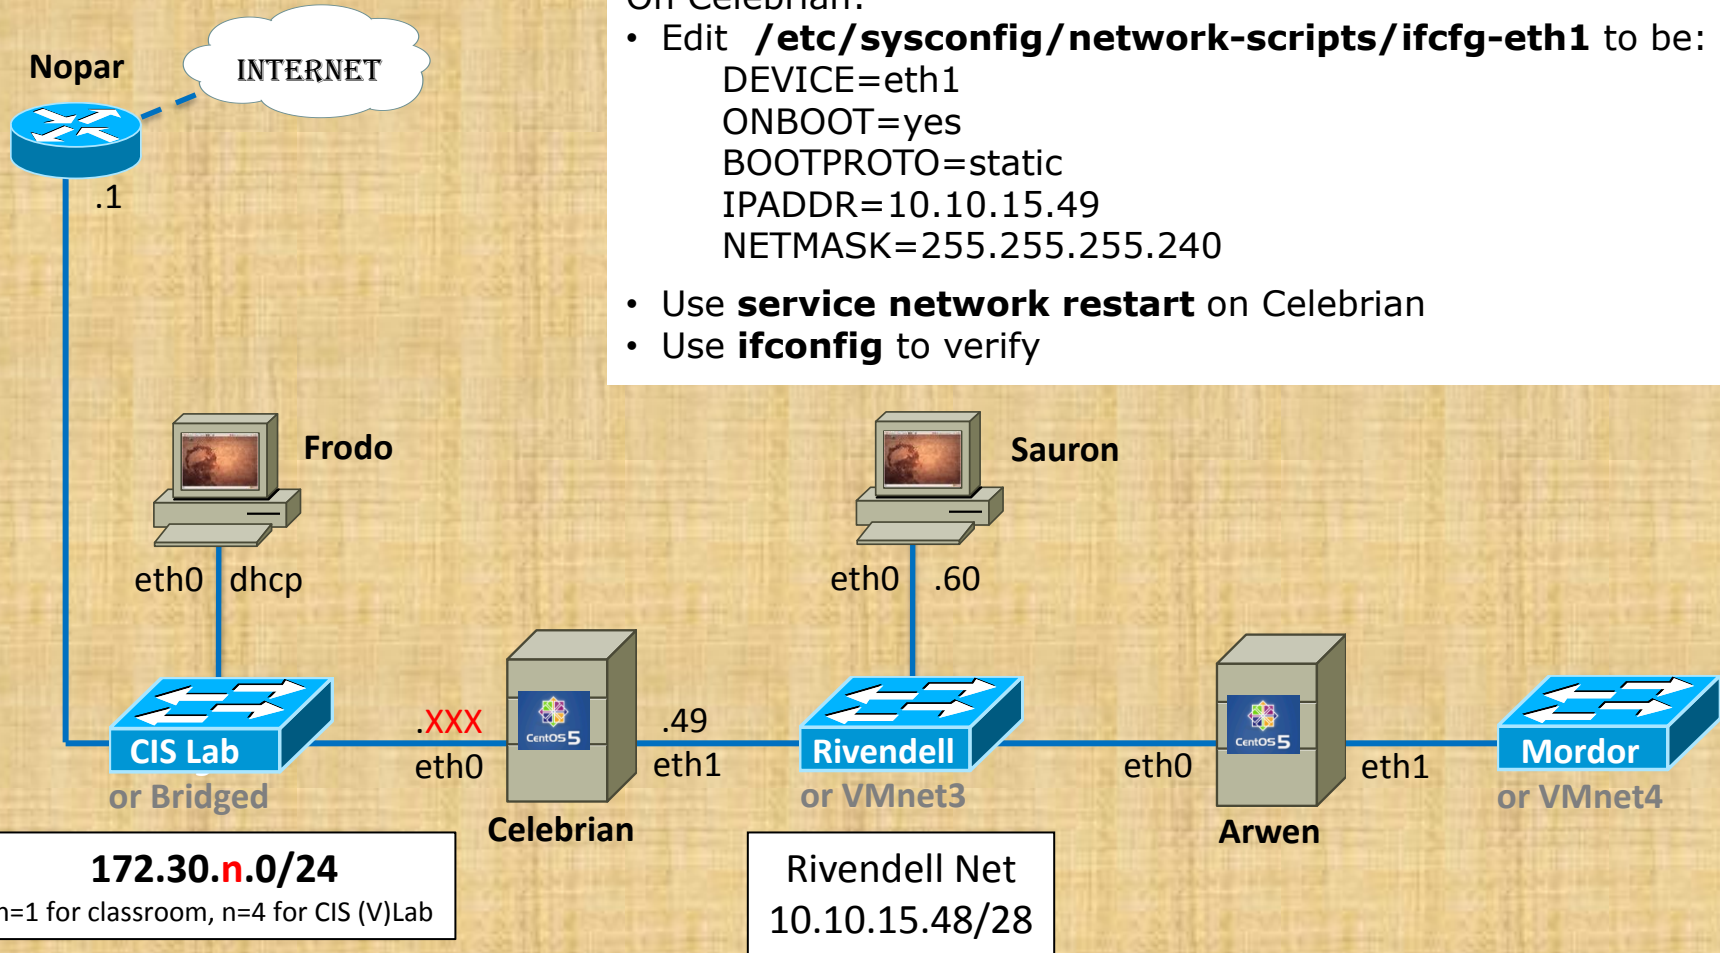 On Celebrian:
• Edit /etc/sysconfig/network-scripts/ifcfg-eth1 to be:
DEVICE=eth1
ONBOOT=yes
BOOTPROTO=static
IPADDR=10.10.15.49
NETMASK=255.255.255.240
• Use service network restart on Celebrian
• Use ifconfig to verify
Nopar
INTERNET
.1
Frodo
eth0 dhcp
Sauron
eth0 .60
.XXX
eth0
CentOS 5
.49
eth1
Celebrian
CIS Lab
or Bridged
Rivendell
or VMnet3
eth0
CentOS 5
eth1
Arwen
Mordor
or VMnet4
172.30.n.0/24
n=1 for classroom, n=4 for CIS (V)Lab
Rivendell Net
10.10.15.48/28